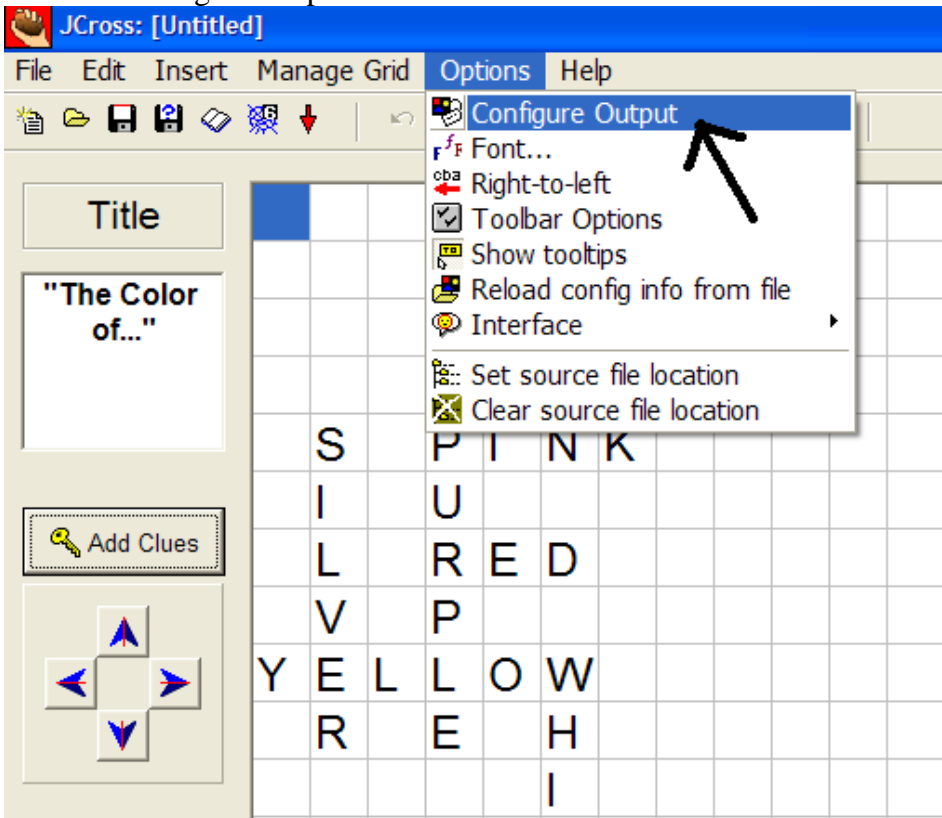 JCross: [Untitled]
File Edit Insert Manage Grid Options Help
Configure Output
Font...
Right-to-left
Toolbar Options
Show tooltips
Reload config info from file
Interface
Set source file location
Clear source file location
Title
"The Color
of..."
Add Clues
S P I N K
I U
L R E D
V P
Y E L L O W
R E H
I